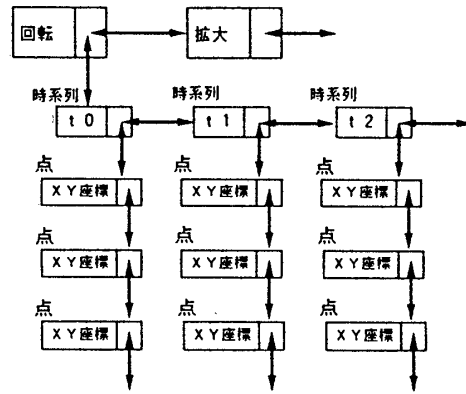 回転
拡大
時系列 時系列 時系列
t0 t1 t2
点 点 点
XY座標 XY座標 XY座標
点 点 点
XY座標 XY座標 XY座標
点 点 点
XY座標 XY座標 XY座標